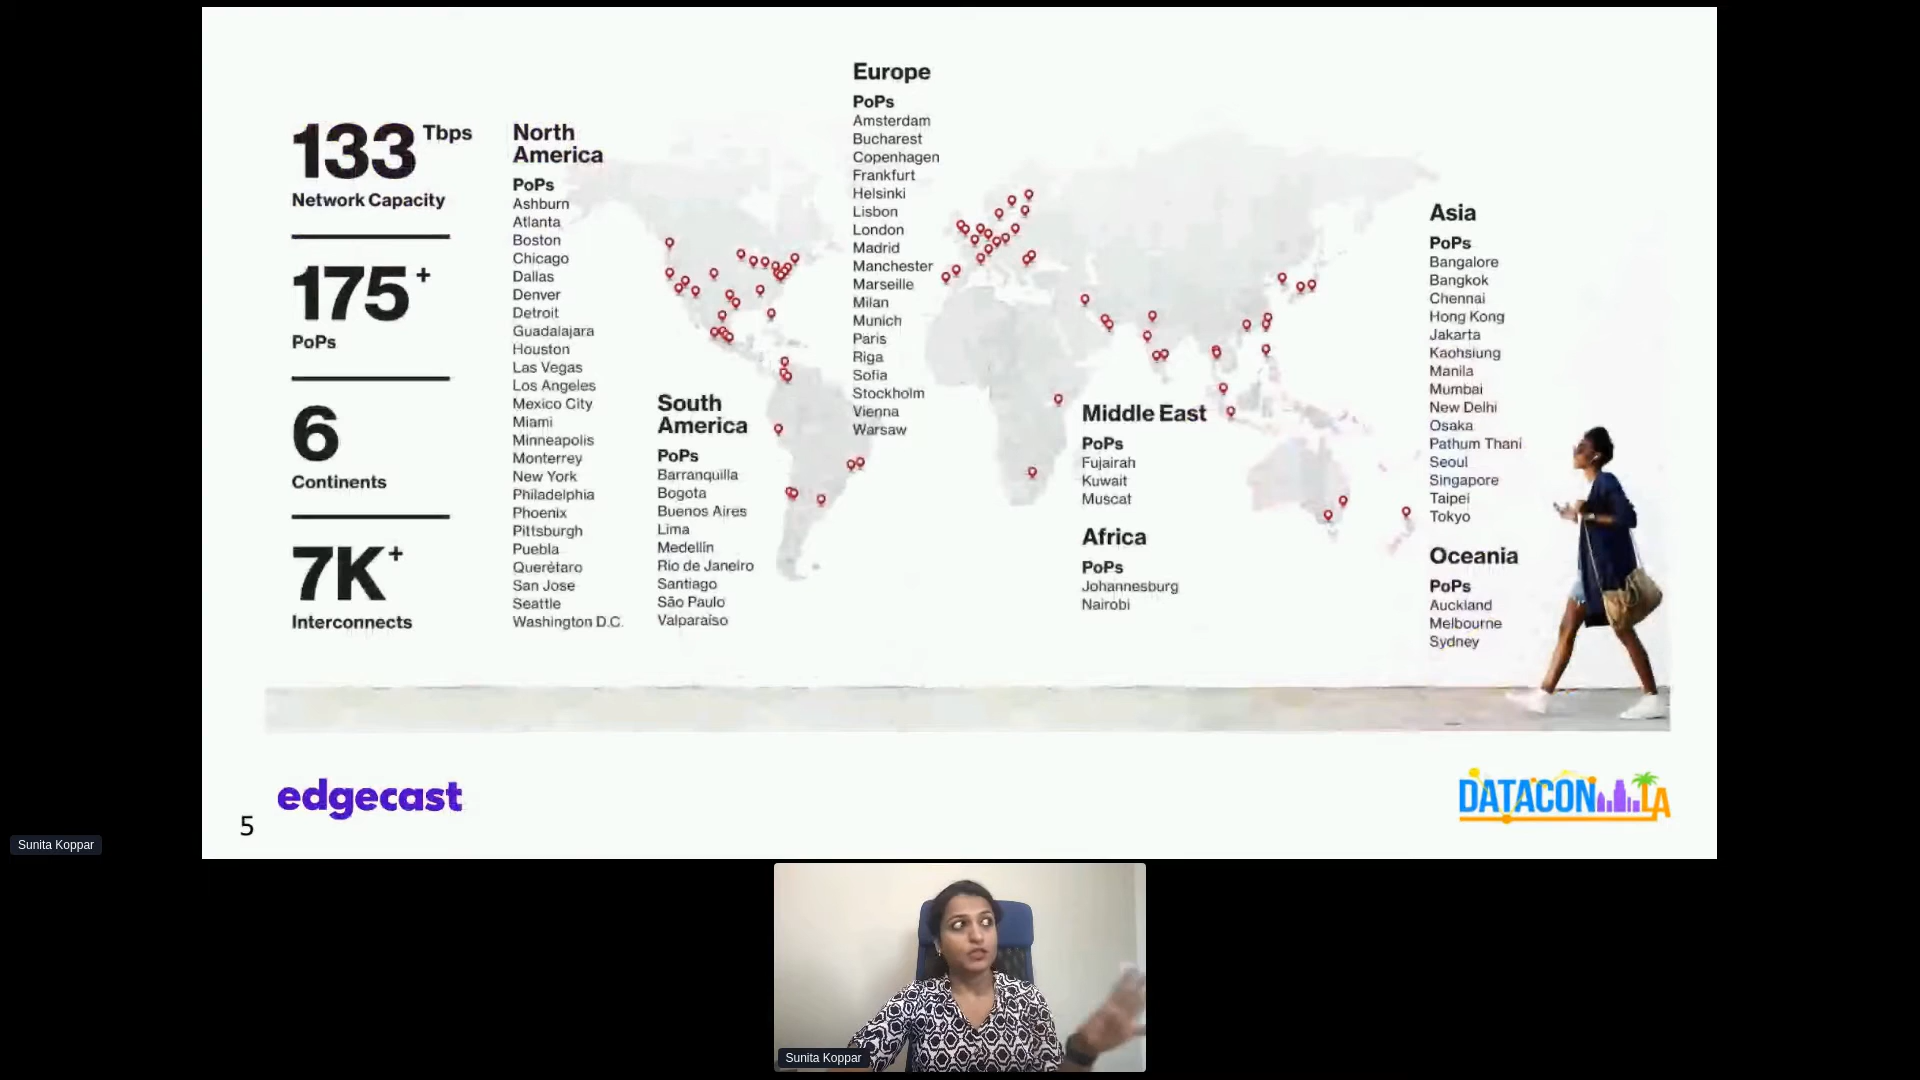 133 Tbps
Network Capacity
175+
PoPs
6
Continents
7K+
Interconnects
North
America
PoPs
Ashburn
Atlanta
Boston
Chicago
Dallas
Denver
Detroit
Guadalajara
Houston
Las Vegas
Los Angeles
Mexico City
Miami
Minneapolis
Monterrey
New York
Philadelphia
Phoenix
Pittsburgh
Puebla
Querétaro
San Jose
Seattle
Washington D.C.
South
America
PoPs
Barranquilla
Bogota
Buenos Aires
Lima
Medellín
Rio de Janeiro
Santiago
São Paulo
Valparaíso
Europe
PoPs
Amsterdam
Bucharest
Copenhagen
Frankfurt
Helsinki
Lisbon
London
Madrid
Manchester
Marseille
Milan
Munich
Paris
Riga
Sofia
Stockholm
Vienna
Warsaw
Middle East
PoPs
Fujairah
Kuwait
Muscat
Africa
PoPs
Johannesburg
Nairobi
Asia
PoPs
Bangalore
Bangkok
Chennai
Hong Kong
Jakarta
Kaohsiung
Manila
Mumbai
New Delhi
Osaka
Pathum Thani
Seoul
Singapore
Taipei
Tokyo
Oceania
PoPs
Auckland
Melbourne
Sydney
5
edgecast
DATACON LA
Sunita Koppar
Sunita Koppar